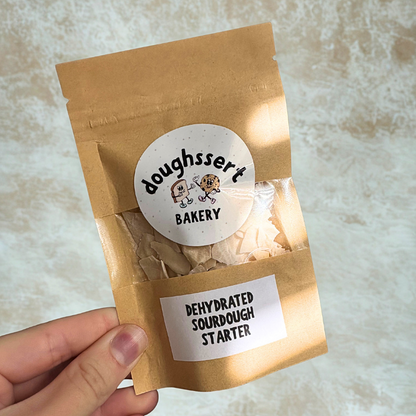 doughssert
BAKERY
DEHYDRATED
SOURDOUGH
STARTER